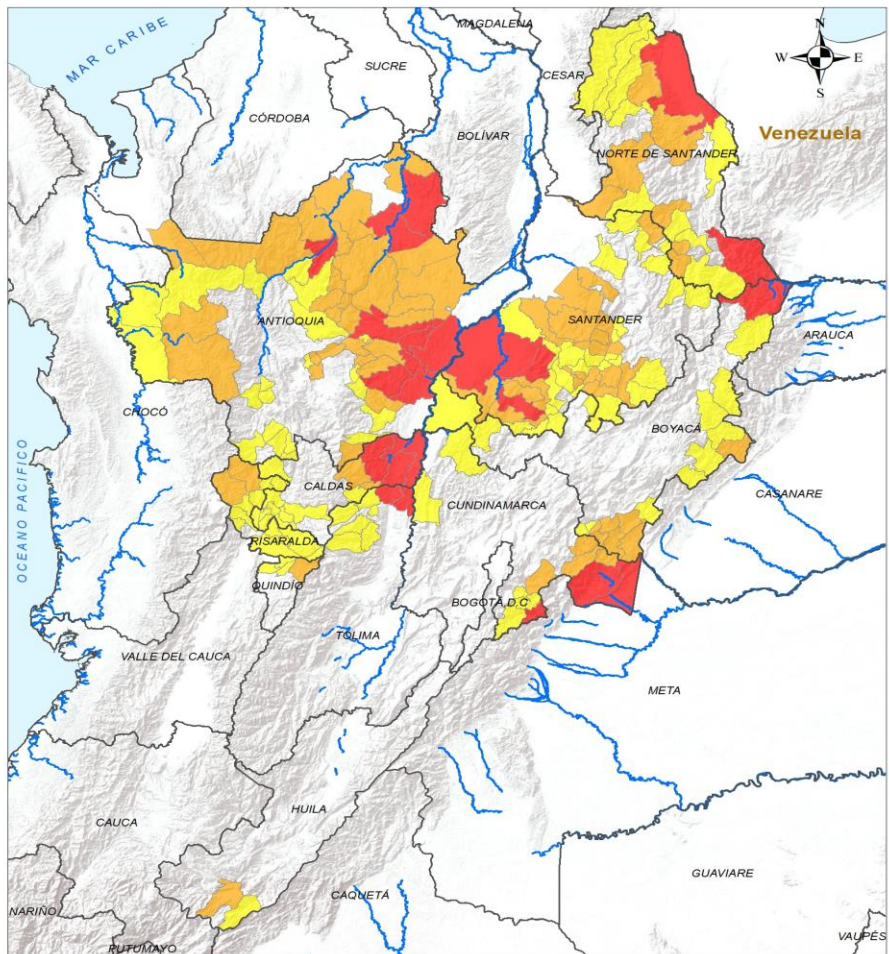 MAGDALENA
N
MAR CARIBE
W
E
S
SUCRE
CESAR
CÓRDOBA
BOLÍVAR
Venezuela
NORTE DE SANTANDER
ANTIOQUIA
SANTANDER
ARAUCA
CHOCÓ
BOYACÁ
OCEANO PACIFICO
CALDAS
CUNDINAMARCA
CASANARE
RISARALDA
QUINDÍO
BOGOTÁ, D.C
TOLIMA
VALLE DEL CAUCA
META
HUILA
CAUCA
GUAVIARE
CAQUETÁ
NARIÑO
PUTUMAYO
VAUPÉS